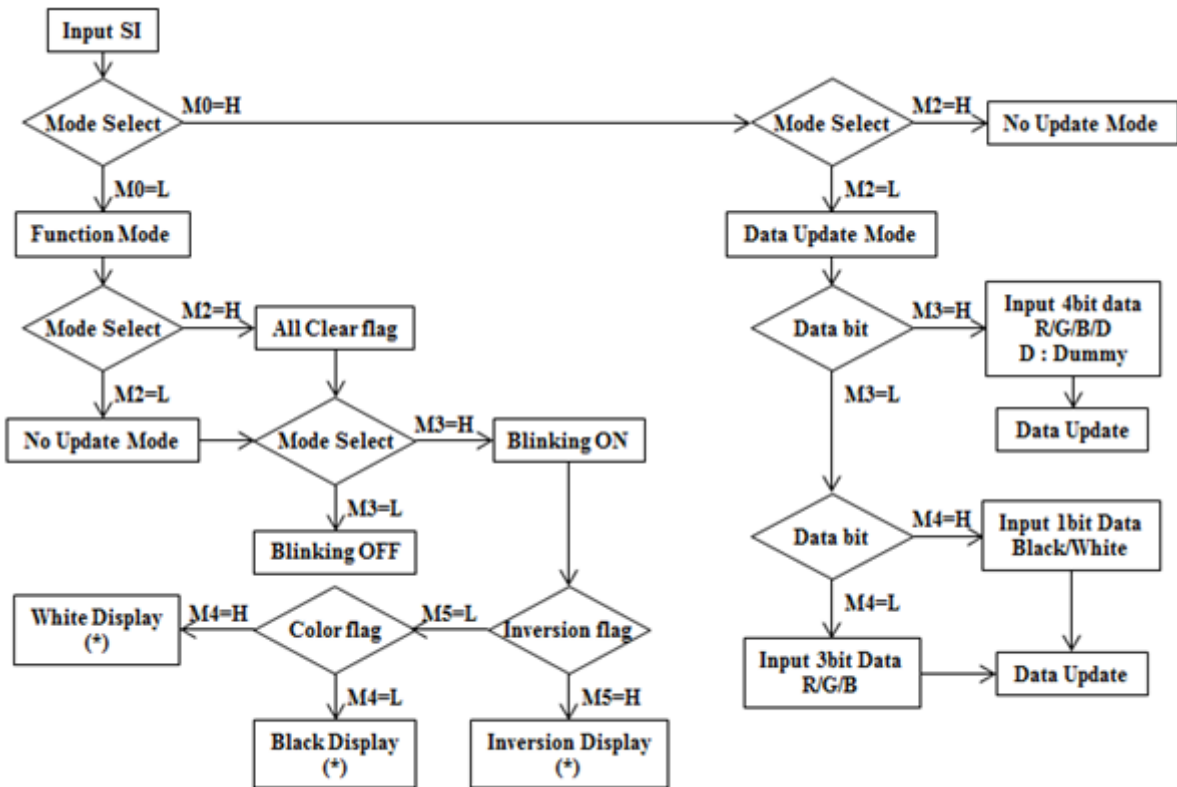 Input SI
Mode Select
M0=H
Mode Select
M2=H
No Update Mode
M0=L
M2=L
Function Mode
Data Update Mode
Mode Select
M2=H
All Clear flag
Data bit
M3=H
Input 4bit data
R/G/B/D
D : Dummy
M2=L
M3=L
No Update Mode
Mode Select
M3=H
Blinking ON
Data Update
M3=L
Blinking OFF
Data bit
M4=H
Input 1bit Data
Black/White
White Display
(*)
M4=H
Color flag
M5=L
Inversion flag
M4=L
Input 3bit Data
R/G/B
Data Update
M4=L
M5=H
Black Display
(*)
Inversion Display
(*)